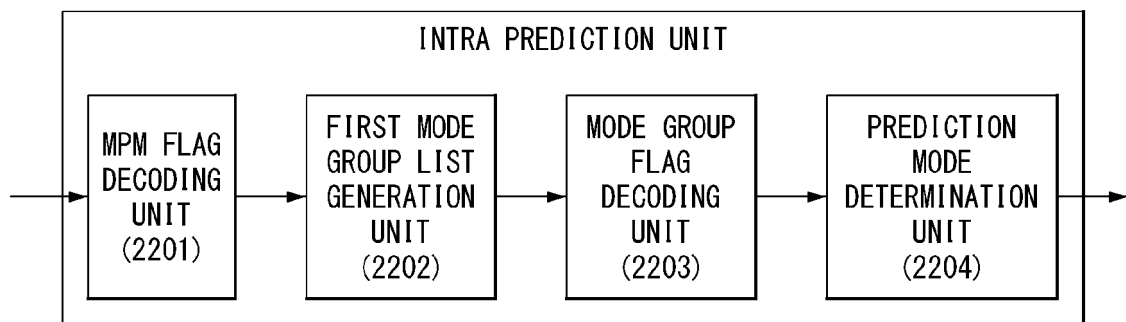 INTRA PREDICTION UNIT
MPM FLAG
DECODING
UNIT
(2201)
FIRST MODE
GROUP LIST
GENERATION
UNIT
(2202)
MODE GROUP
FLAG
DECODING
UNIT
(2203)
PREDICTION
MODE
DETERMINATION
UNIT
(2204)